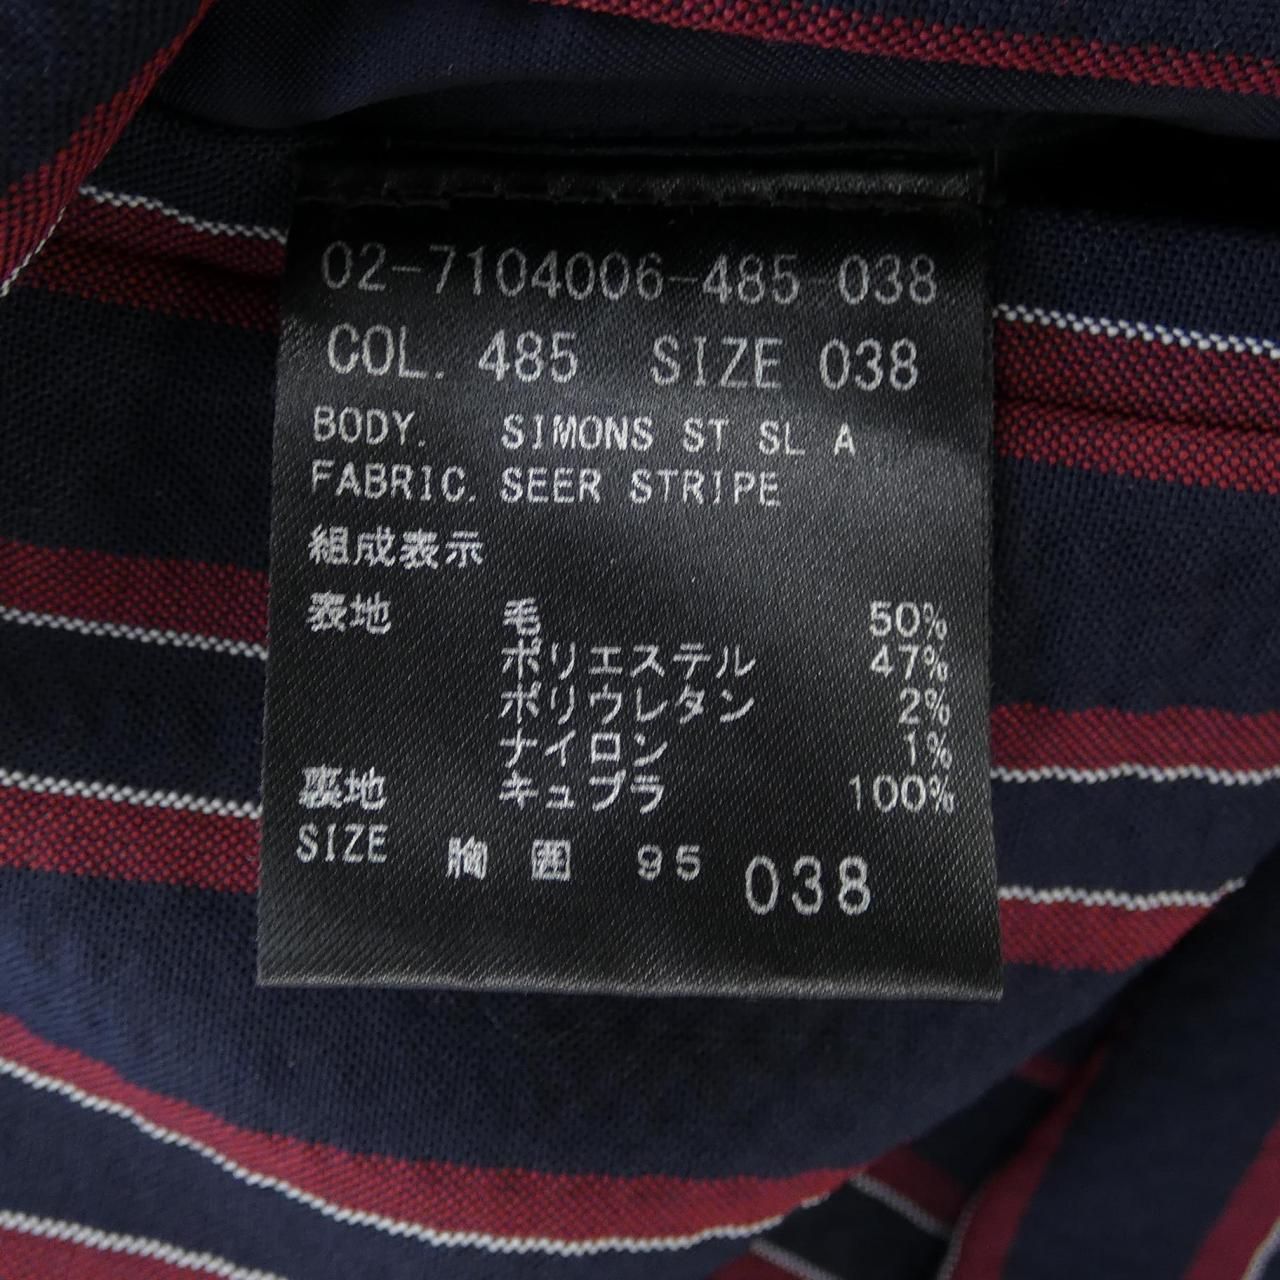 02-7104006-485-038
COL. 485 SIZE 038
BODY. SIMONS ST SL A
FABRIC. SEER STRIPE
組成表示
表地 毛 50%
ポリエステル 47%
ポリウレタン 2%
ナイロン 1%
裏地 キュプラ 100%
SIZE 胸囲 95 038